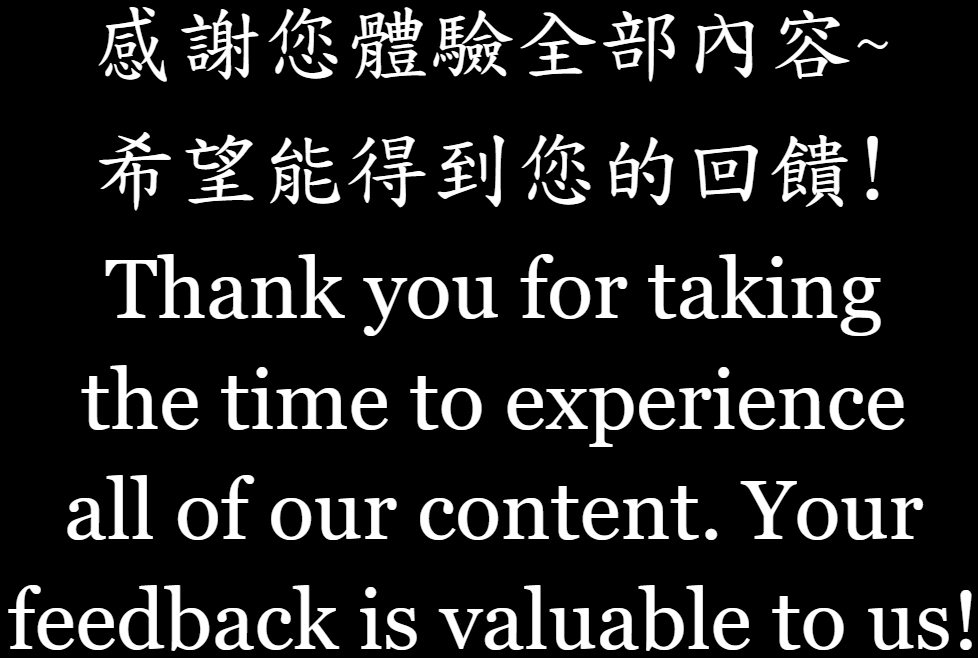 感謝您體驗全部內容~
希望能得到您的回饋!
Thank you for taking
the time to experience
all of our content. Your
feedback is valuable to us!